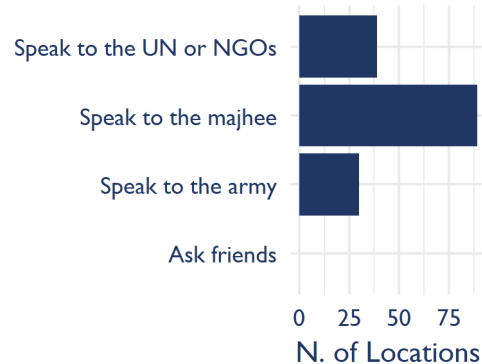 Speak to the UN or NGOs
Speak to the majhee
Speak to the army
Ask friends
0 25 50 75
N. of Locations